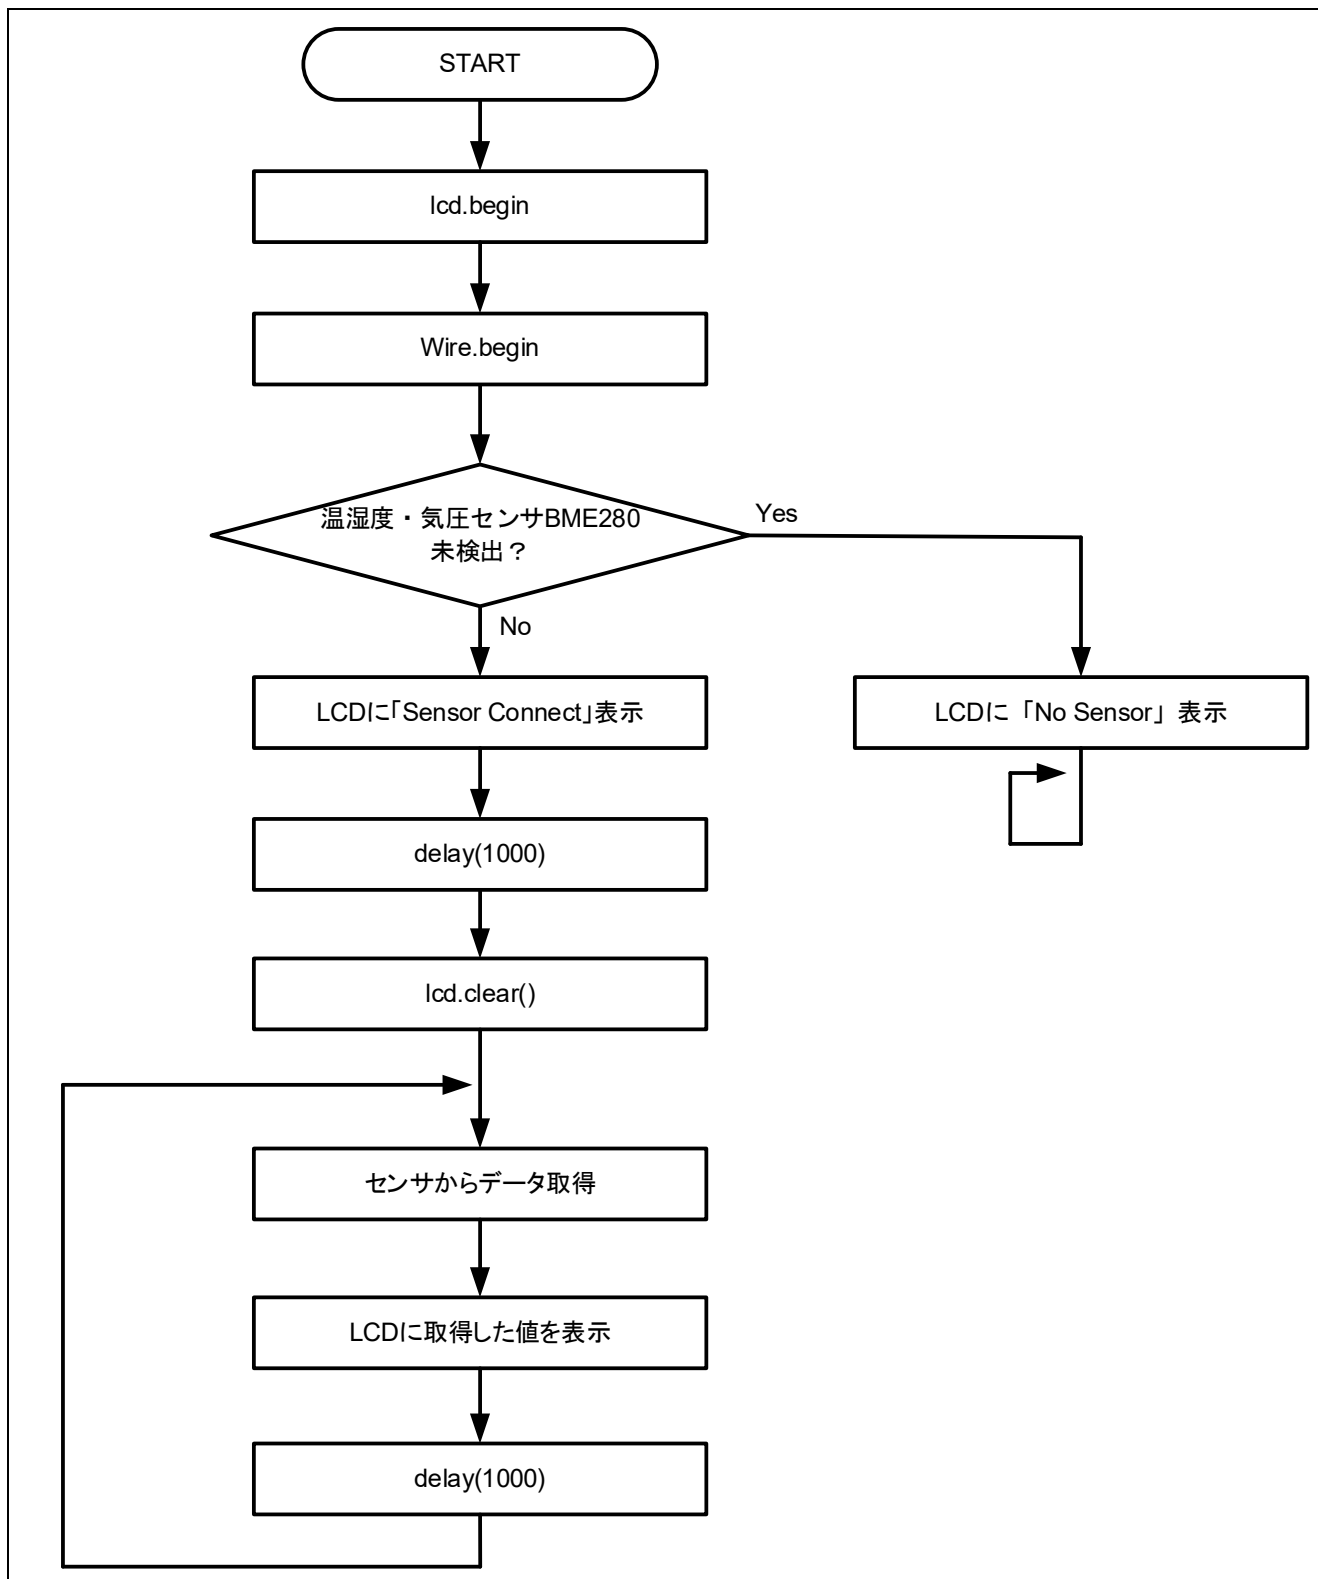 START
lcd.begin
Wire.begin
温湿度・気圧センサBME280
未検出？
Yes
No
LCDに「Sensor Connect」表示
LCDに「No Sensor」表示
delay(1000)
lcd.clear()
センサからデータ取得
LCDに取得した値を表示
delay(1000)